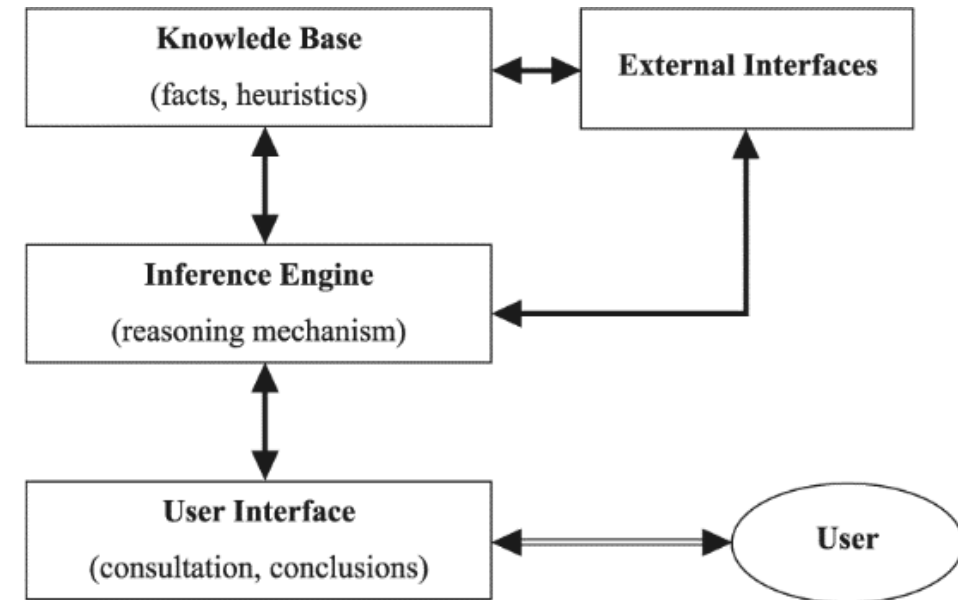 Knowlede Base
(facts, heuristics)
External Interfaces
Inference Engine
(reasoning mechanism)
User Interface
(consultation, conclusions)
User